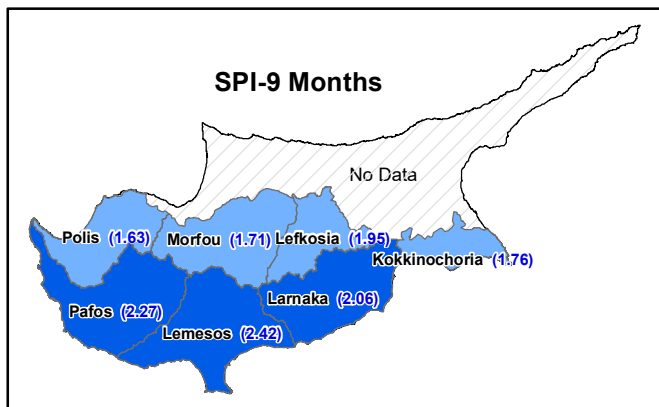 SPI-9 Months
No Data
Polis (1.63)
Morfou (1.71)
Lefkosia (1.95)
Kokkinochoria (1.76)
Pafos (2.27)
Larnaka (2.06)
Lemesos (2.42)